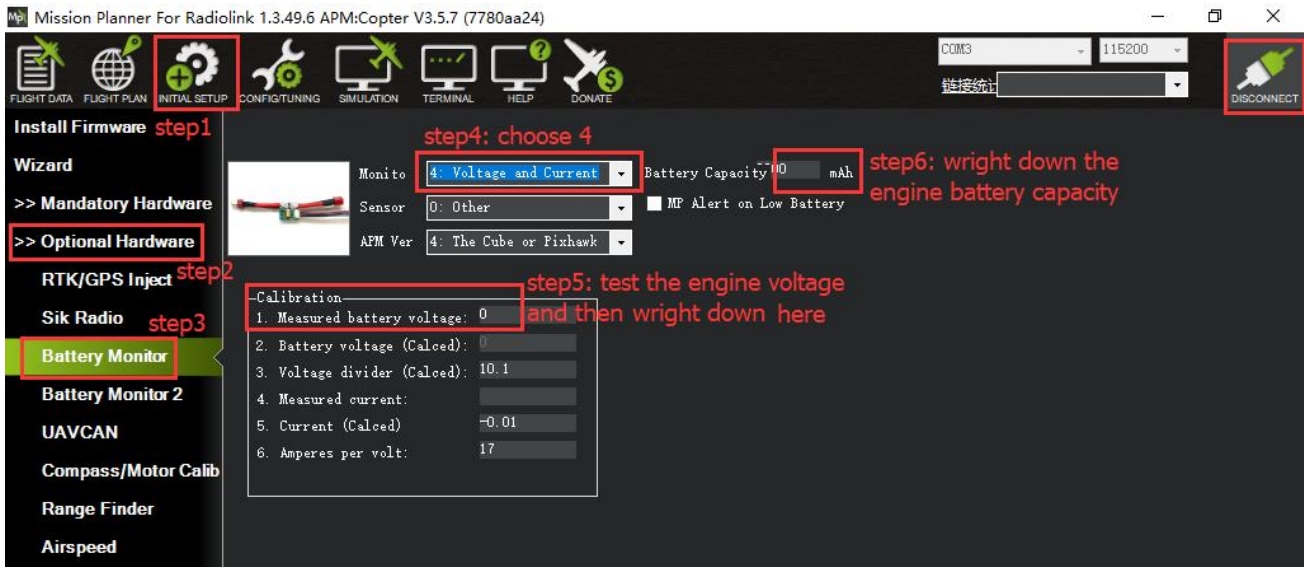 Mission Planner For Radiolink 1.3.49.6 APM:Copter V3.5.7 (7780aa24)
FLIGHT DATA
FLIGHT PLAN
INITIAL SETUP
CONFIG/TUNING
SIMULATION
TERMINAL
HELP
DONATE
COM3
115200
链接统计
DISCONNECT
Install Firmware
step1
Wizard
>> Mandatory Hardware
>> Optional Hardware
step2
RTK/GPS Inject
Sik Radio
step3
Battery Monitor
Battery Monitor 2
UAVCAN
Compass/Motor Calib
Range Finder
Airspeed
step4: choose 4
Monito
4: Voltage and Current
Battery Capacity
mAh
step6: wright down the
engine battery capacity
Sensor
0: Other
MP Alert on Low Battery
APM Ver
4: The Cube or Pixhawk
step5: test the engine voltage
and then wright down here
Calibration
1. Measured battery voltage: 0
2. Battery voltage (Calced): 0
3. Voltage divider (Calced): 10.1
4. Measured current:
5. Current (Calced) -0.01
6. Amperes per volt: 17